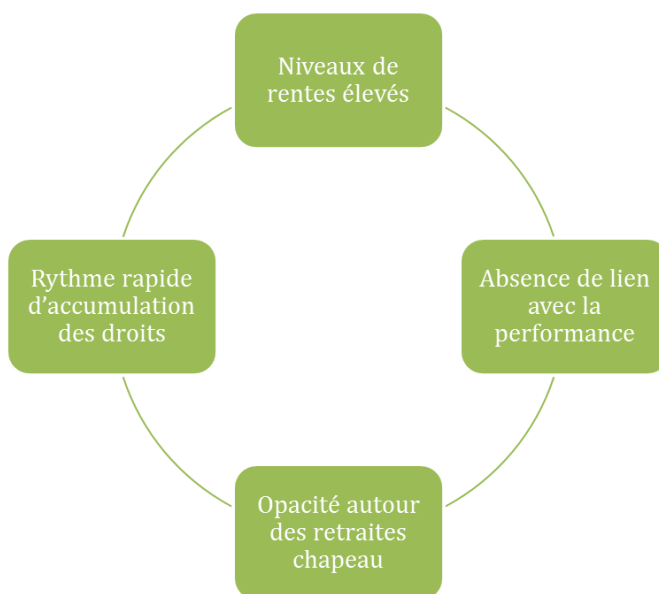 Niveaux de
rentes élevés
Rythme rapide
d’accumulation
des droits
Absence de lien
avec la
performance
Opacité autour
des retraites
chapeau